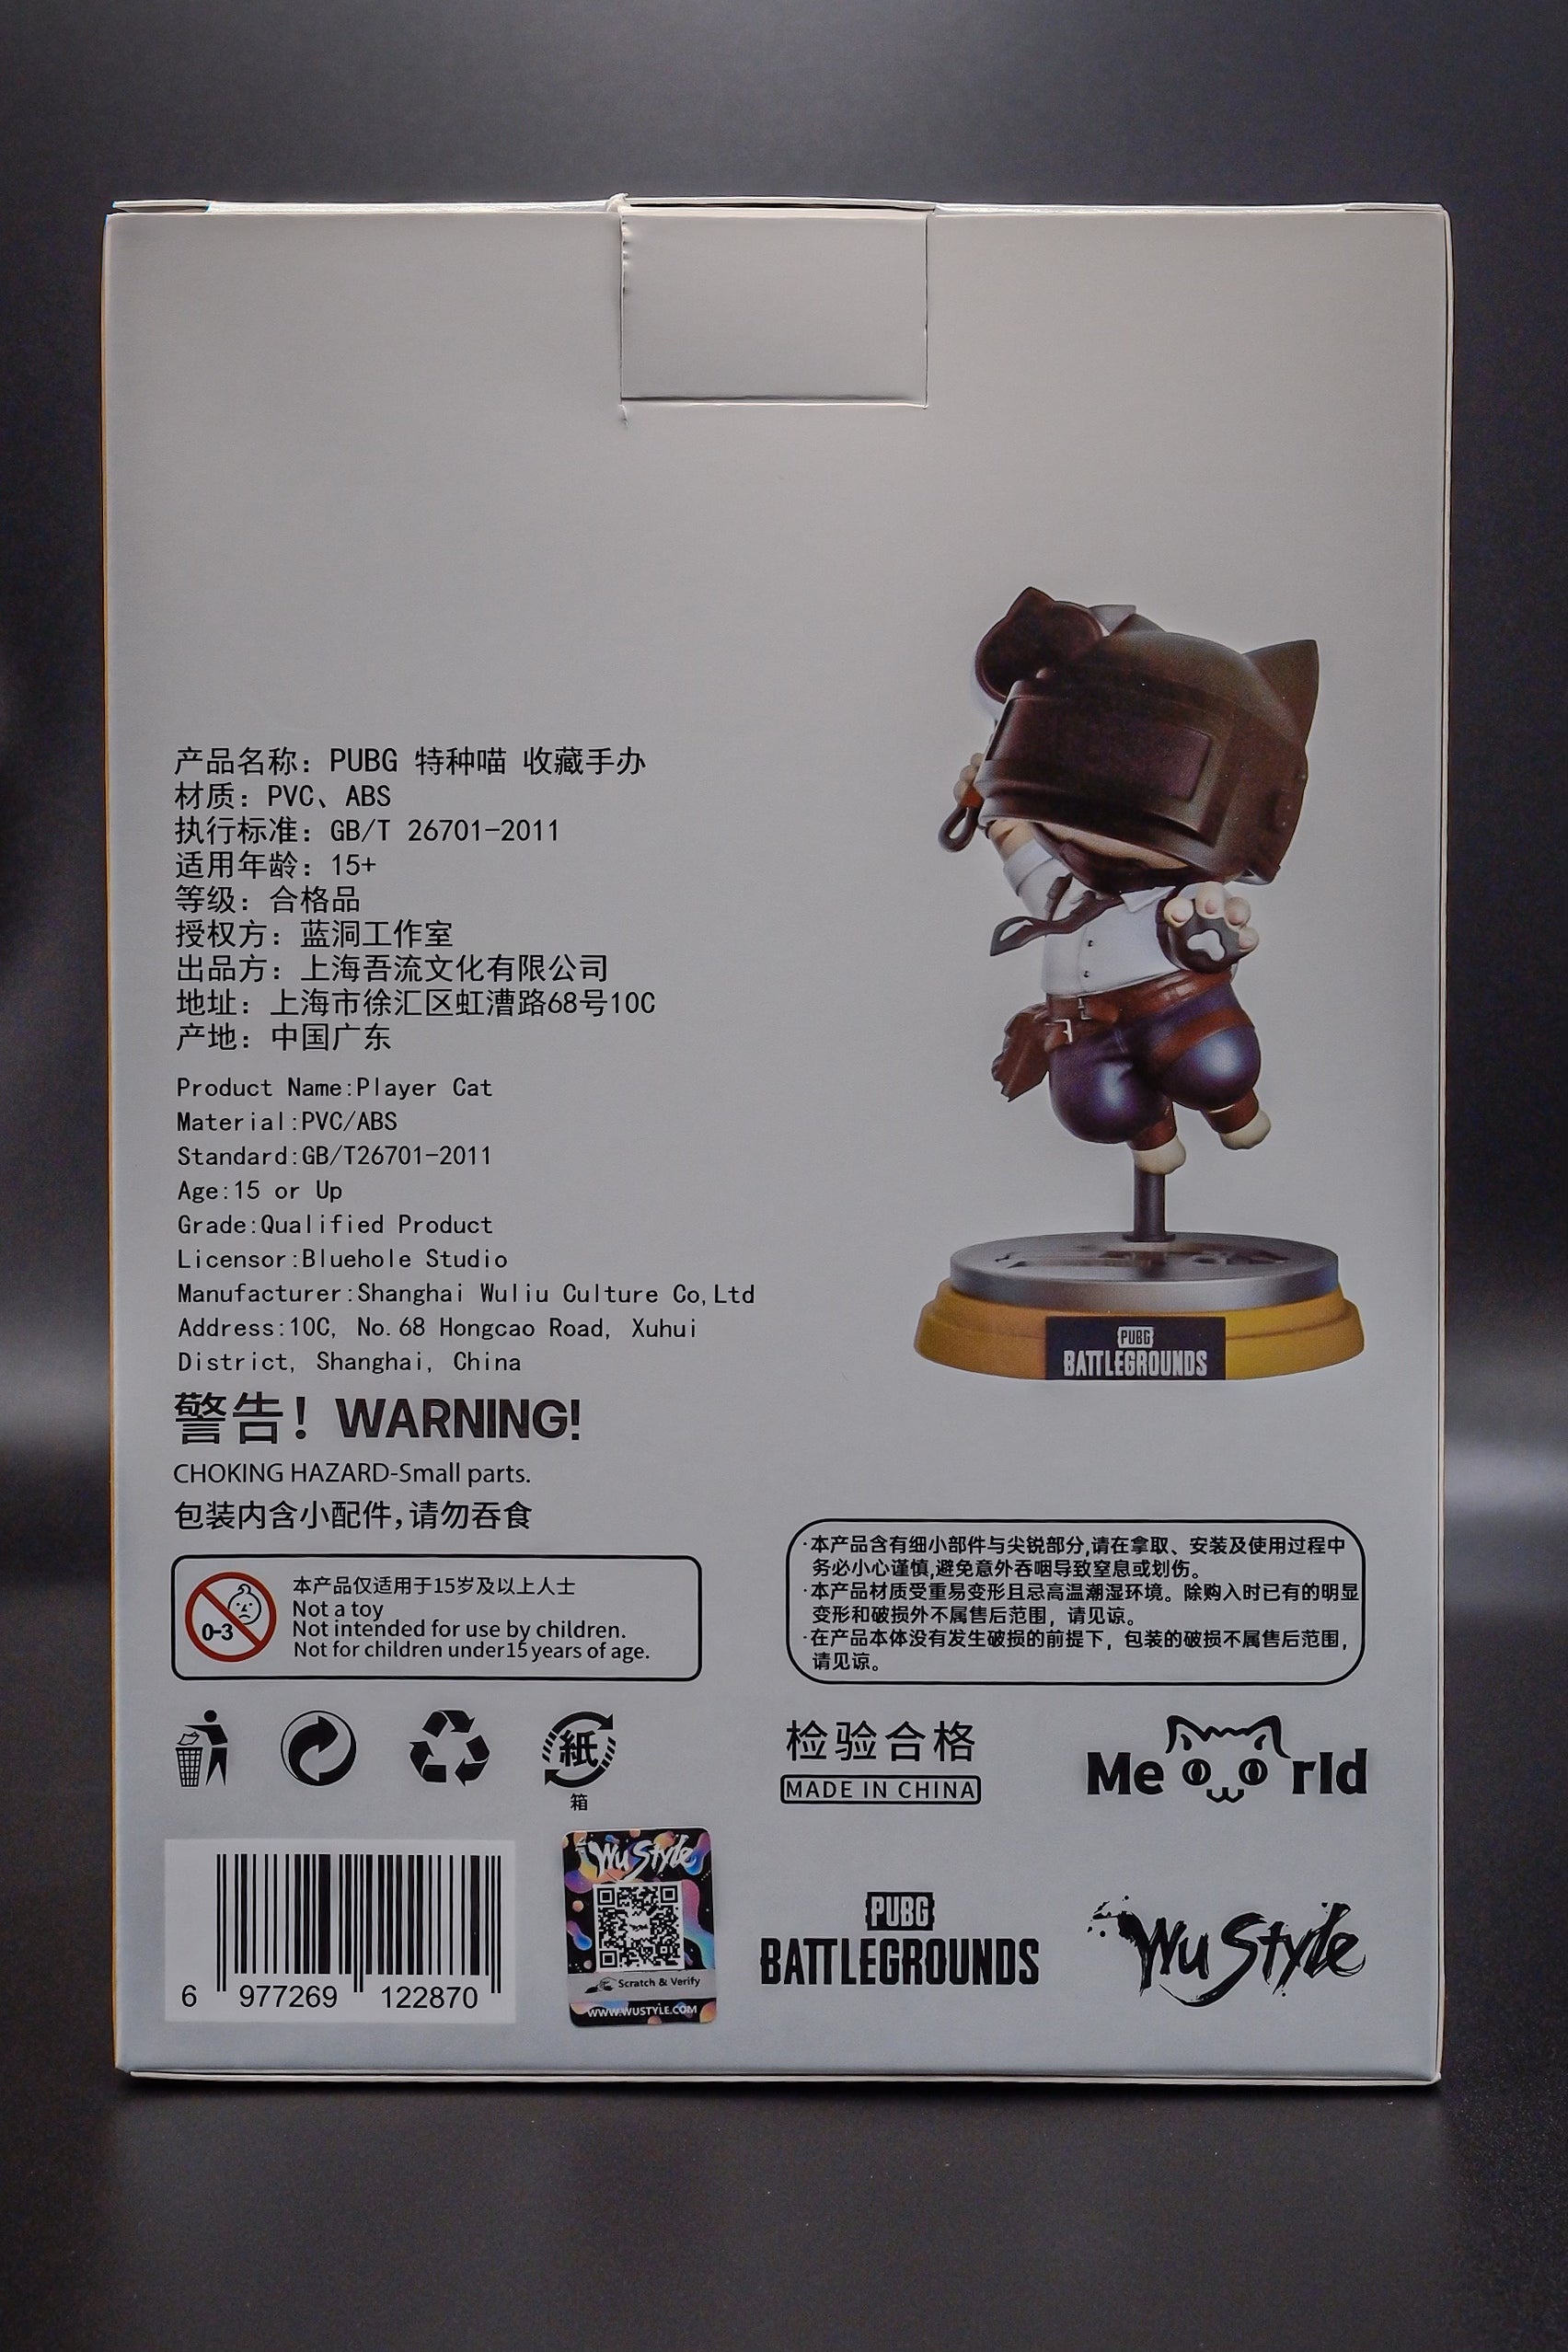 产品名称：PUBG 特种喵 收藏手办
材质：PVC、ABS
执行标准：GB/T 26701-2011
适用年龄：15+
等级：合格品
授权方：蓝洞工作室
出品方：上海吾流文化有限公司
地址：上海市徐汇区虹漕路68号10C
产地：中国广东
Product Name:Player Cat
Material:PVC/ABS
Standard:GB/T26701-2011
Age:15 or Up
Grade:Qualified Product
Licensor:Bluehole Studio
Manufacturer:Shanghai Wuliu Culture Co,Ltd
Address:10C, No.68 Hongcao Road, Xuhui
District, Shanghai, China
PUBG
BATTLEGROUNDS
警告！WARNING!
CHOKING HAZARD-Small parts.
包装内含小配件,请勿吞食
0-3
本产品仅适用于15岁及以上人士
Not a toy
Not intended for use by children.
Not for children under15 years of age.
·本产品含有细小部件与尖锐部分,请在拿取、安装及使用过程中
务必小心谨慎,避免意外吞咽导致窒息或划伤。
·本产品材质受重易变形且忌高温潮湿环境。除购入时已有的明显
变形和破损外不属售后范围，请见谅。
·在产品本体没有发生破损的前提下，包装的破损不属售后范围，
请见谅。
紙
箱
检验合格
MADE IN CHINA
Meowrld
6 977269 122870
Wu Style
Scratch & Verify
WWW.WUSTYLE.COM
PUBG
BATTLEGROUNDS
Wu Style